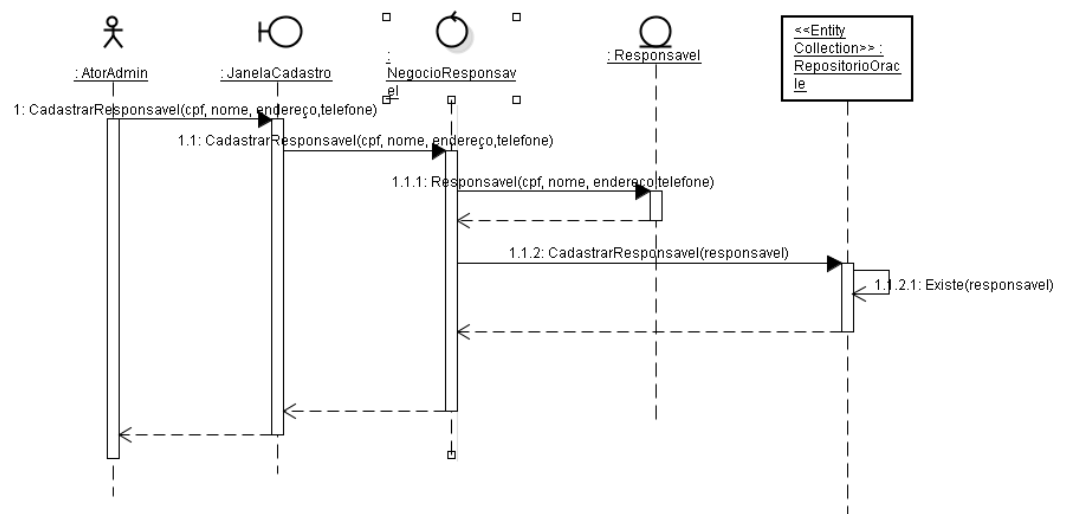 : AtorAdmin
: JanelaCadastro
:
NegocioResponsav
el
: Responsavel
<<Entity
Collection>> :
RepositorioOrac
le
1: CadastrarResponsavel(cpf, nome, endereço,telefone)
1.1: CadastrarResponsavel(cpf, nome, endereço,telefone)
1.1.1: Responsavel(cpf, nome, endereço,telefone)
1.1.2: CadastrarResponsavel(responsavel)
1.1.2.1: Existe(responsavel)